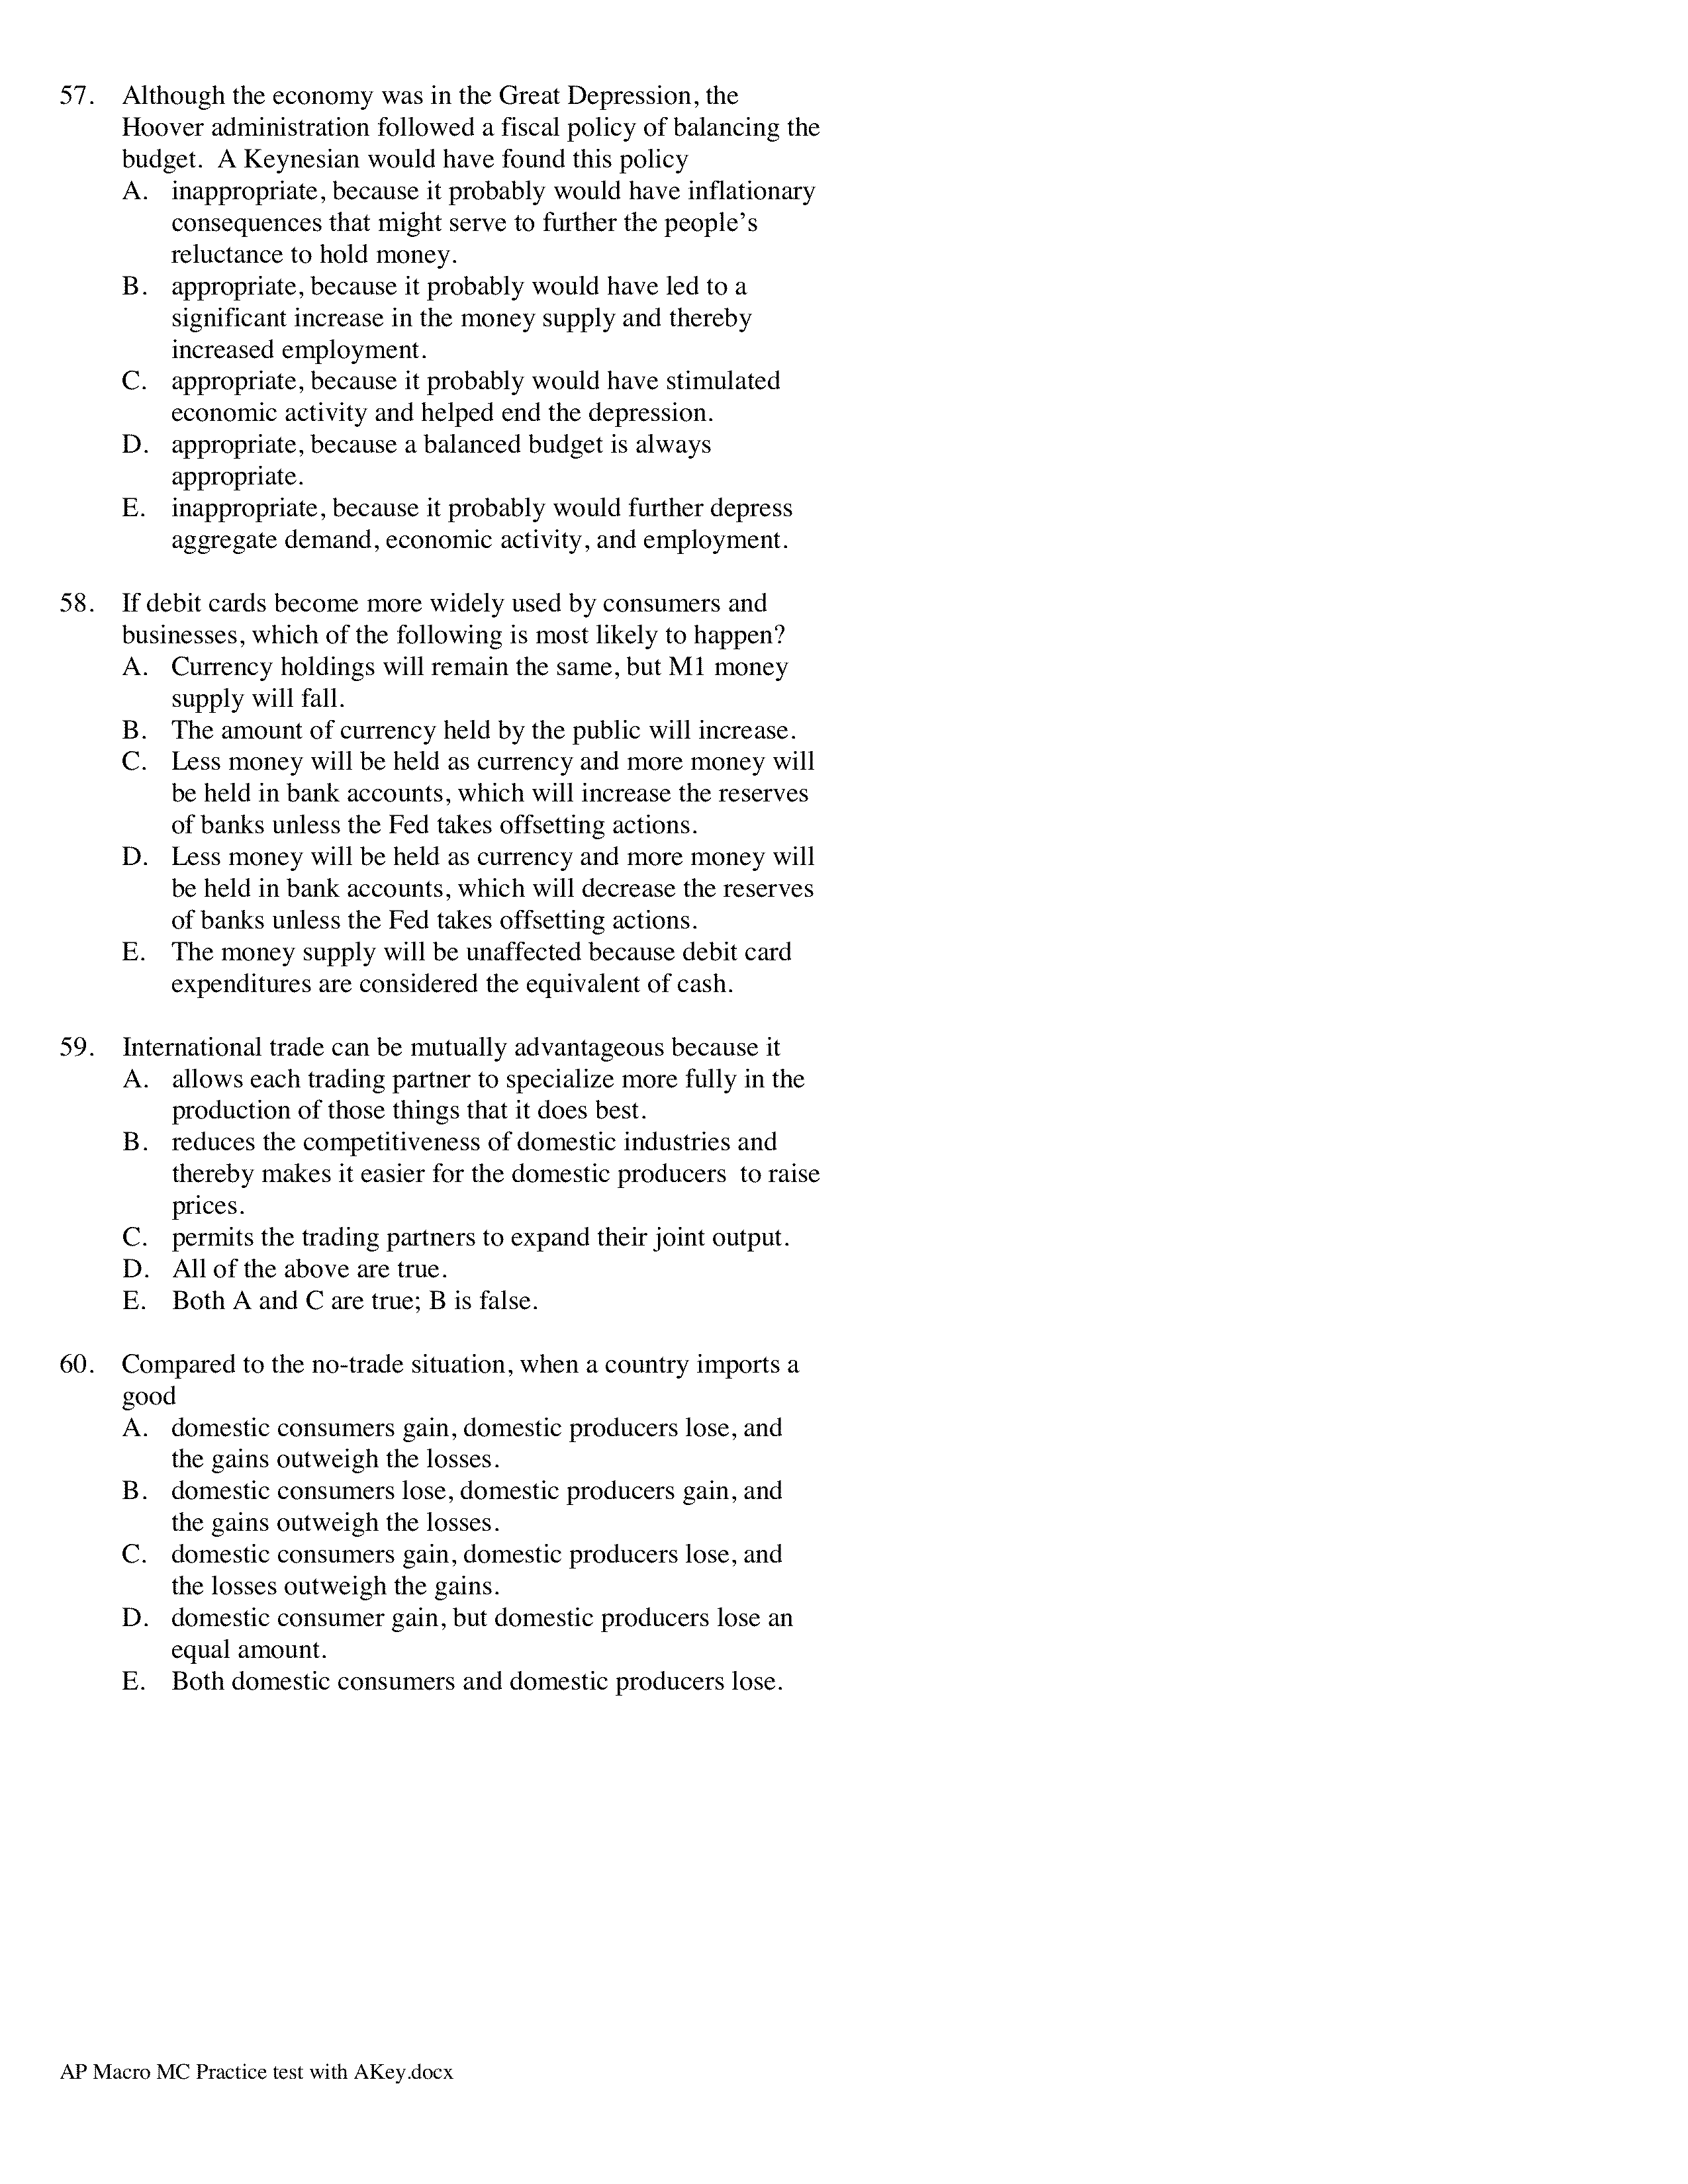 57. Although the economy was in the Great Depression, the
Hoover administration followed a fiscal policy of balancing the
budget.  A Keynesian would have found this policy
A. inappropriate, because it probably would have inflationary
consequences that might serve to further the people’s
reluctance to hold money.
B. appropriate, because it probably would have led to a
significant increase in the money supply and thereby
increased employment.
C. appropriate, because it probably would have stimulated
economic activity and helped end the depression.
D. appropriate, because a balanced budget is always
appropriate.
E. inappropriate, because it probably would further depress
aggregate demand, economic activity, and employment.
58. If debit cards become more widely used by consumers and
businesses, which of the following is most likely to happen?
A. Currency holdings will remain the same, but M1 money
supply will fall.
B. The amount of currency held by the public will increase.
C. Less money will be held as currency and more money will
be held in bank accounts, which will increase the reserves
of banks unless the Fed takes offsetting actions.
D. Less money will be held as currency and more money will
be held in bank accounts, which will decrease the reserves
of banks unless the Fed takes offsetting actions.
E. The money supply will be unaffected because debit card
expenditures are considered the equivalent of cash.
59. International trade can be mutually advantageous because it
A. allows each trading partner to specialize more fully in the
production of those things that it does best.
B. reduces the competitiveness of domestic industries and
thereby makes it easier for the domestic producers  to raise
prices.
C. permits the trading partners to expand their joint output.
D. All of the above are true.
E. Both A and C are true; B is false.
60. Compared to the no-trade situation, when a country imports a
good
A. domestic consumers gain, domestic producers lose, and
the gains outweigh the losses.
B. domestic consumers lose, domestic producers gain, and
the gains outweigh the losses.
C. domestic consumers gain, domestic producers lose, and
the losses outweigh the gains.
D. domestic consumer gain, but domestic producers lose an
equal amount.
E. Both domestic consumers and domestic producers lose.
AP Macro MC Practice test with AKey.docx